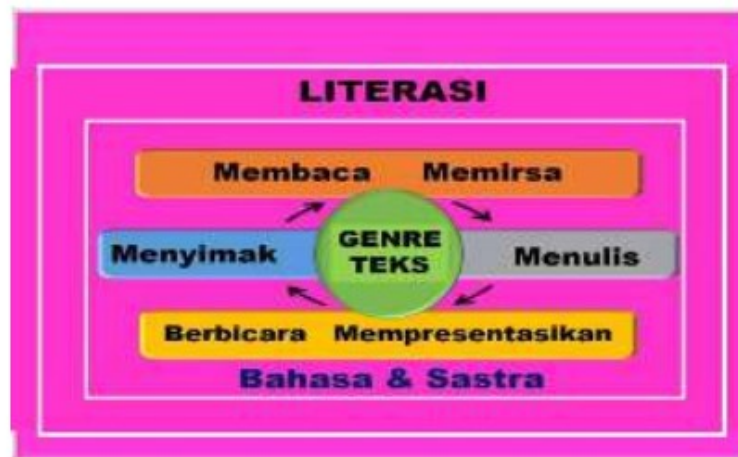 LITERASI
Membaca Memirsa
GENRE
TEKS
Menyimak
Menulis
Berbicara Mempresentasikan
Bahasa & Sastra